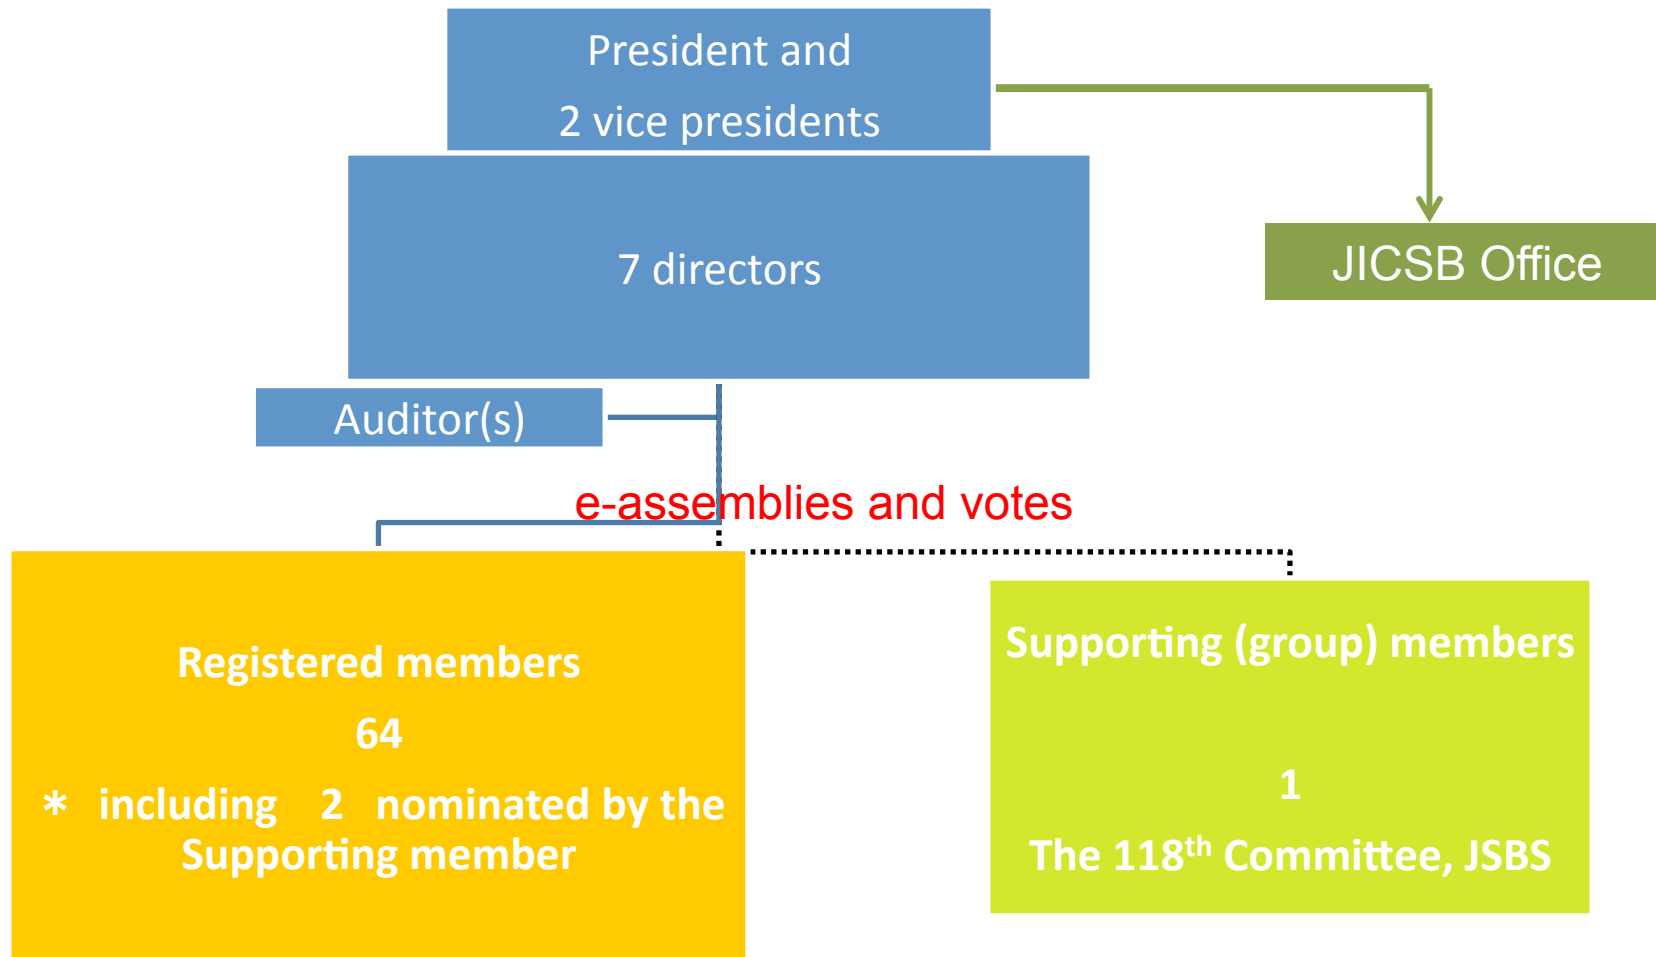 President and
2 vice presidents
7 directors
JICSB Office
Auditor(s)
e-assemblies and votes
Registered members
64
* including 2 nominated by the
Supporting member
Supporting (group) members
1
The 118th Committee, JSBS